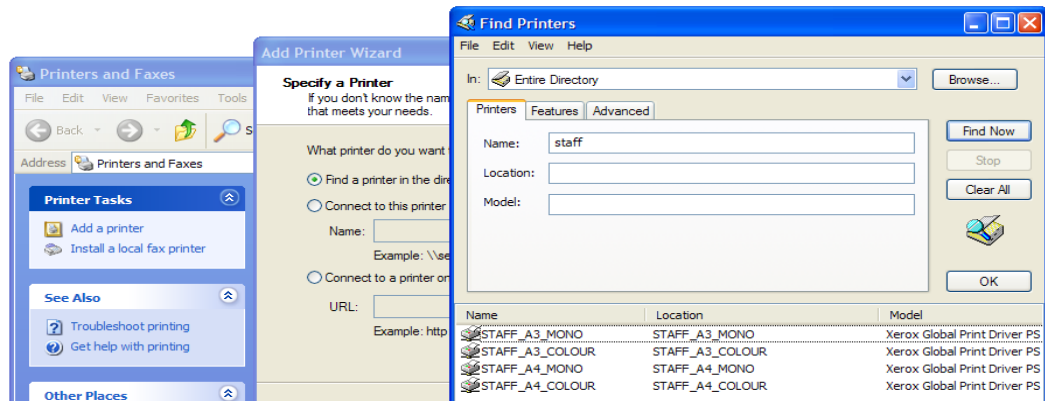 Printers and Faxes
File Edit View Favorites Tools
Back
Address Printers and Faxes
Printer Tasks
Add a printer
Install a local fax printer
See Also
Troubleshoot printing
Get help with printing
Other Places
Add Printer Wizard
Specify a Printer
If you don't know the nam
that meets your needs.
What printer do you want
Find a printer in the dire
Connect to this printer
Name:
Example: \\se
Connect to a printer on
URL:
Example: http
Find Printers
File Edit View Help
In: Entire Directory
Browse...
Printers Features Advanced
Name: staff
Location:
Model:
Find Now
Stop
Clear All
OK
Name Location Model
STAFF_A3_MONO STAFF_A3_MONO Xerox Global Print Driver PS
STAFF_A3_COLOUR STAFF_A3_COLOUR Xerox Global Print Driver PS
STAFF_A4_MONO STAFF_A4_MONO Xerox Global Print Driver PS
STAFF_A4_COLOUR STAFF_A4_COLOUR Xerox Global Print Driver PS